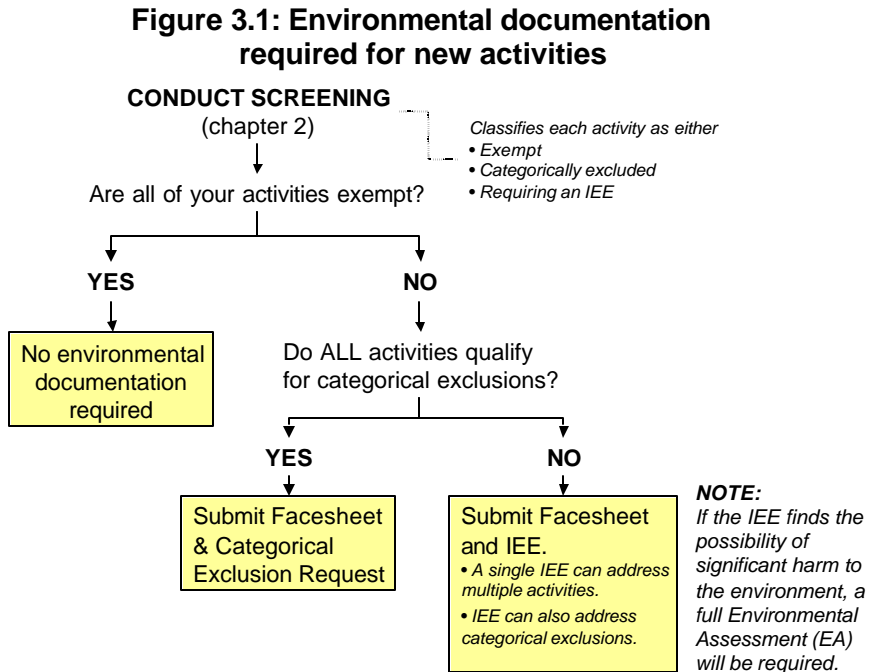 Figure 3.1: Environmental documentation
required for new activities
CONDUCT SCREENING
(chapter 2)
Classifies each activity as either
• Exempt
• Categorically excluded
• Requiring an IEE
Are all of your activities exempt?
YES
NO
No environmental
documentation
required
Do ALL activities qualify
for categorical exclusions?
YES
NO
Submit Facesheet
& Categorical
Exclusion Request
Submit Facesheet
and IEE.
• A single IEE can address
multiple activities.
• IEE can also address
categorical exclusions.
NOTE:
If the IEE finds the
possibility of
significant harm to
the environment, a
full Environmental
Assessment (EA)
will be required.